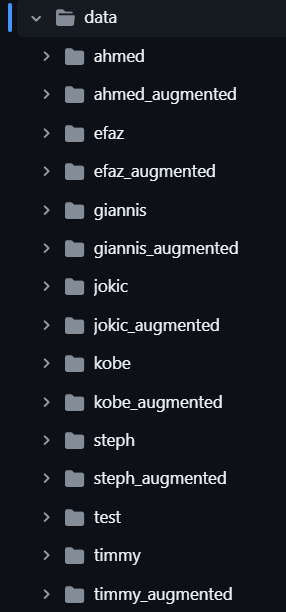 data
ahmed
ahmed_augmented
efaz
efaz_augmented
giannis
giannis_augmented
jokic
jokic_augmented
kobe
kobe_augmented
steph
steph_augmented
test
timmy
timmy_augmented